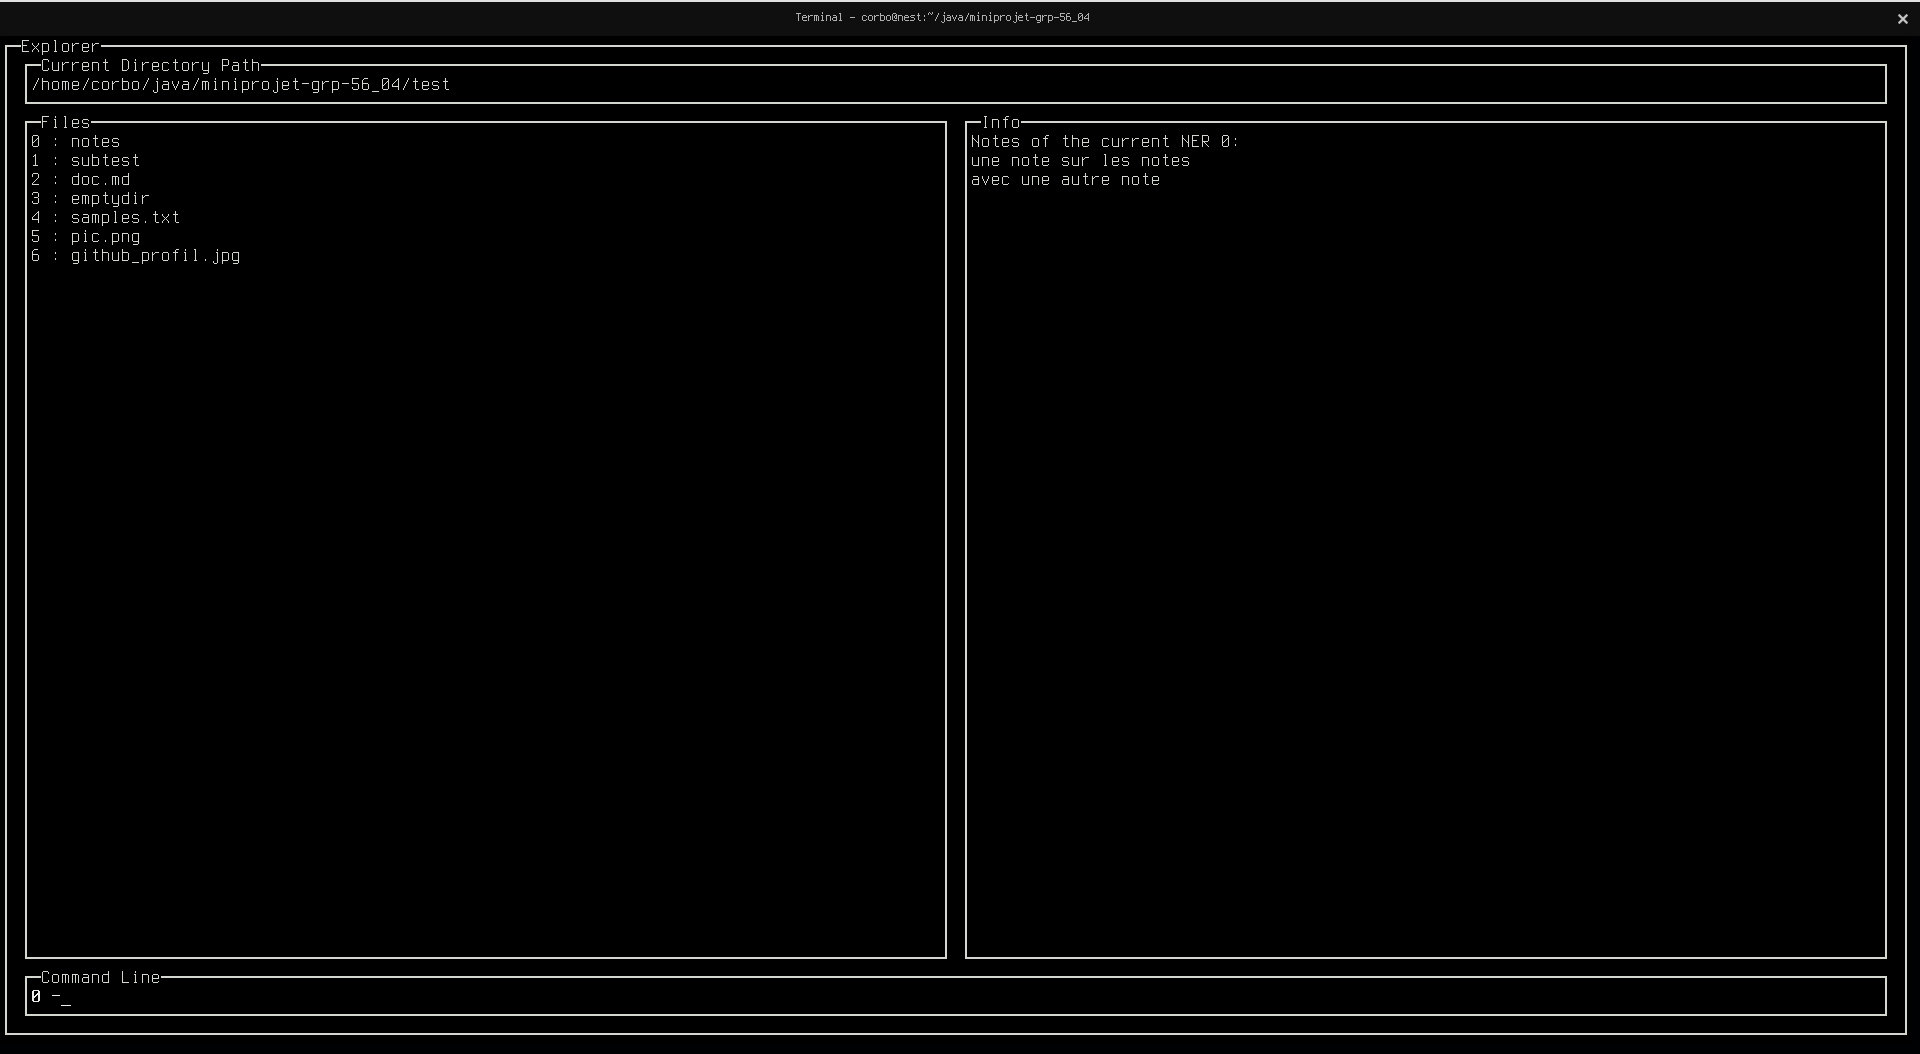 Terminal - corbo@nest:~/java/miniprojet-grp-56_04
Explorer
Current Directory Path
/home/corbo/java/miniprojet-grp-56_04/test
Files
0 : notes
1 : subtest
2 : doc.md
3 : emptydir
4 : samples.txt
5 : pic.png
6 : github_profil.jpg
Info
Notes of the current NER 0:
une note sur les notes
avec une autre note
Command Line
0 -_